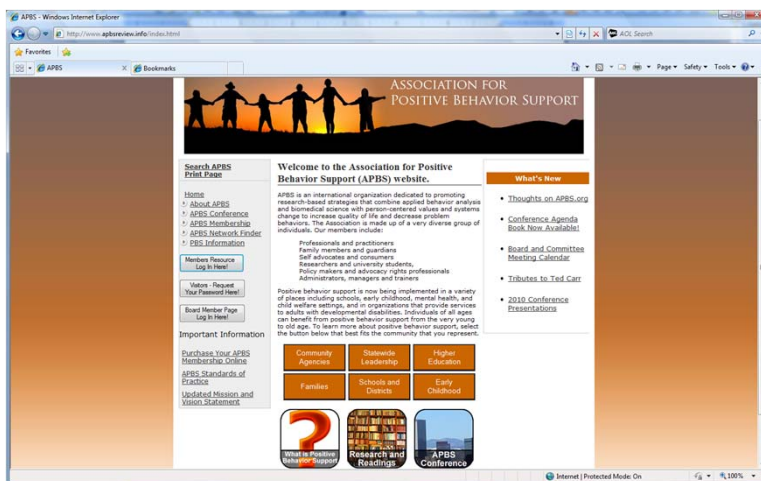 APBS - Windows Internet Explorer
http://www.apbsreview.info/index.html
AOL Search
Favorites
APBS
Bookmarks
Page
Safety
Tools
ASSOCIATION FOR
POSITIVE BEHAVIOR SUPPORT
Search APBS
Print Page
Home
About APBS
APBS Conference
APBS Membership
APBS Network Finder
PBS Information
Members Resource
Log In Here!
Visitors - Request
Your Password Here!
Board Member Page
Log In Here!
Important Information
Purchase Your APBS
Membership Online
APBS Standards of
Practice
Updated Mission and
Vision Statement
Welcome to the Association for Positive
Behavior Support (APBS) website.
APBS is an international organization dedicated to promoting
research-based strategies that combine applied behavior analysis
and biomedical science with person-centered values and systems
change to increase quality of life and decrease problem
behaviors. The Association is made up of a very diverse group of
individuals. Our members include:
Professionals and practitioners
Family members and guardians
Self advocates and consumers
Researchers and university students,
Policy makers and advocacy rights professionals
Administrators, managers and trainers
Positive behavior support is now being implemented in a variety
of places including schools, early childhood, mental health, and
child welfare settings, and in organizations that provide services
to adults with developmental disabilities. Individuals of all ages
can benefit from positive behavior support from the very young
to old age. To learn more about positive behavior support, select
the button below that best fits the community that you represent.
Community
Agencies
Statewide
Leadership
Higher
Education
Families
Schools and
Districts
Early
Childhood
What is Positive
Behavior Support
Research and
Readings
APBS
Conference
What's New
Thoughts on APBS.org
Conference Agenda
Book Now Available!
Board and Committee
Meeting Calendar
Tributes to Ted Carr
2010 Conference
Presentations
Internet | Protected Mode: On
100%